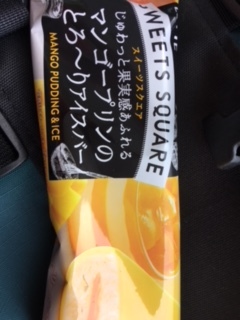 SWEETS SQUARE
スイーツスクエア
じゅわっと果実感あふれる
マンゴープリンの
とろ〜りアイスバー
MANGO PUDDING & ICE